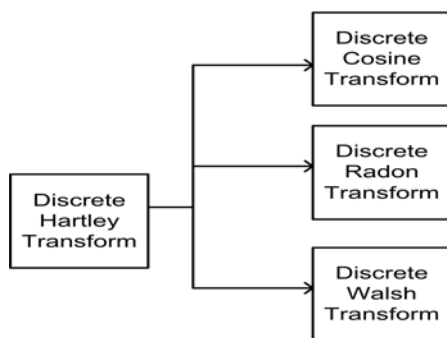 Discrete
Cosine
Transform
Discrete
Radon
Transform
Discrete
Hartley
Transform
Discrete
Walsh
Transform